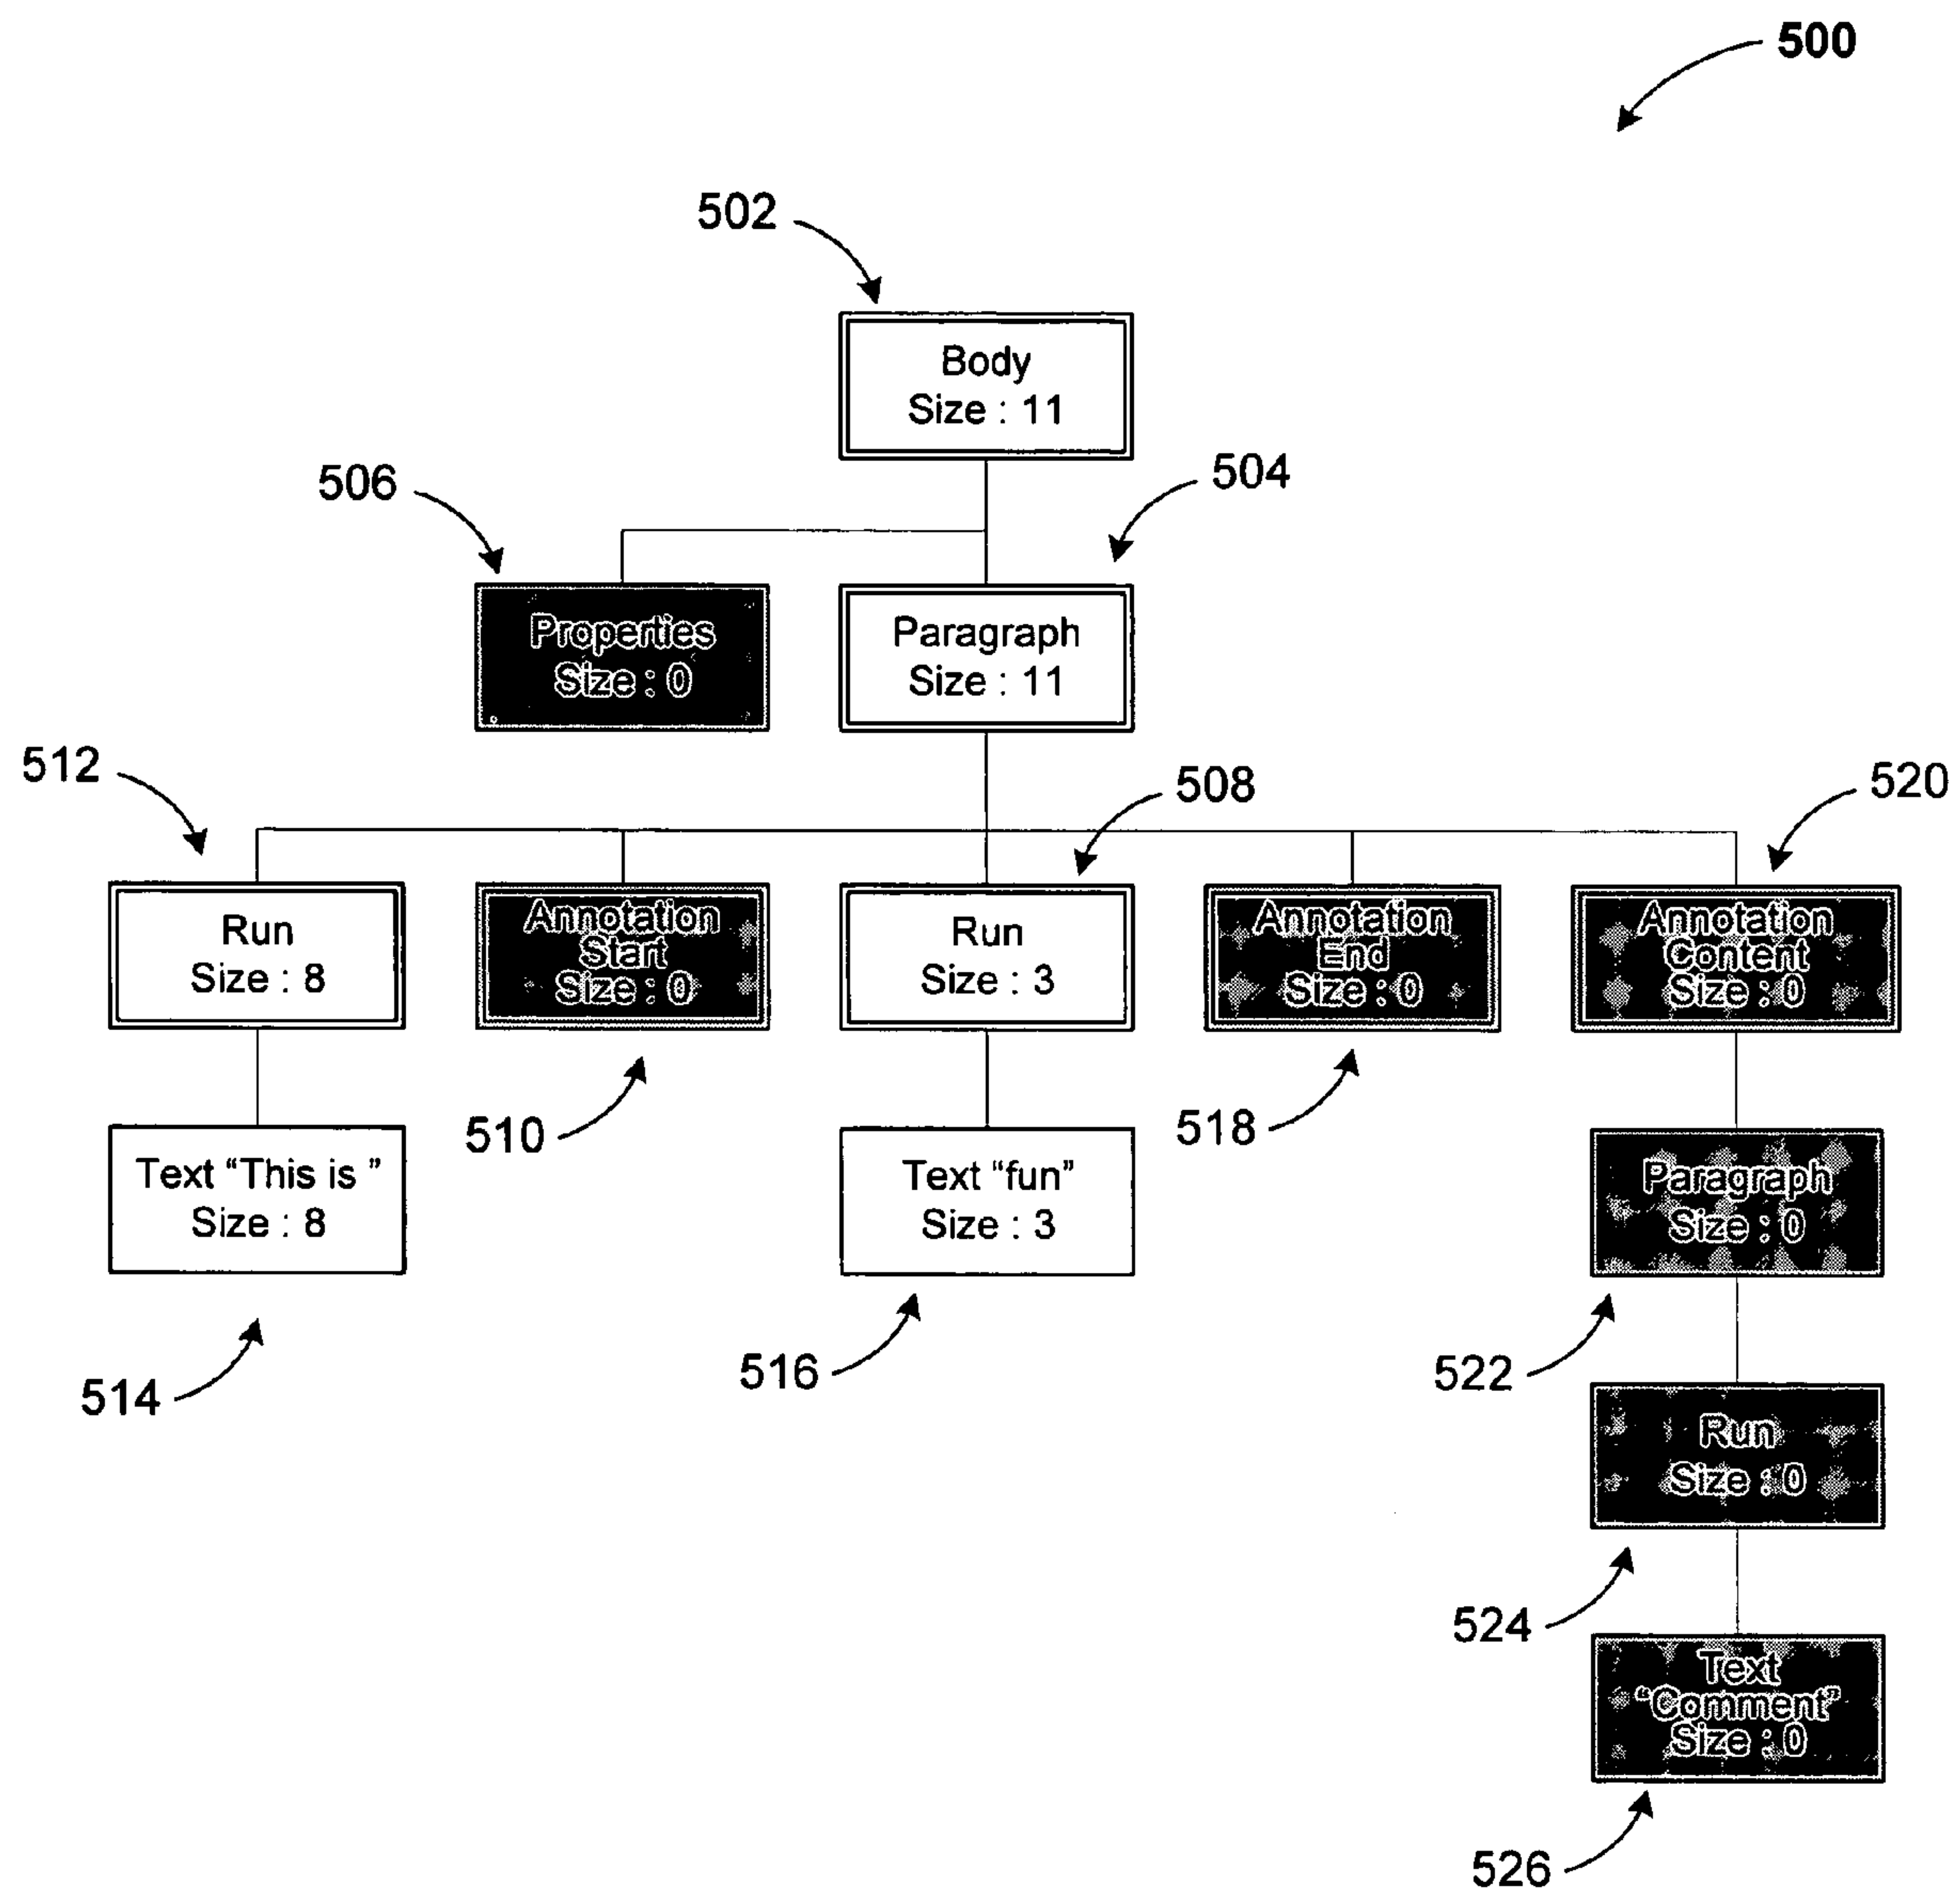 500
502
Body
Size : 11
506
504
Properties
Size : 0
Paragraph
Size : 11
512
508
520
Run
Size : 8
Annotation
Start
Size : 0
Run
Size : 3
Annotation
End
Size : 0
Annotation
Content
Size : 0
510
518
Text “This is ”
Size : 8
Text “fun”
Size : 3
Paragraph
Size : 0
514
516
522
Run
Size : 0
524
Text
“Comment”
Size : 0
526